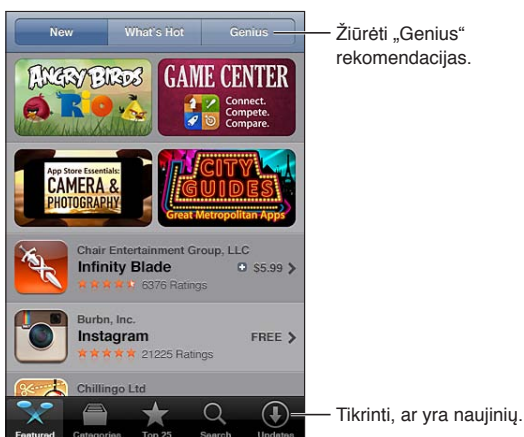 New What's Hot Genius
Žiūrėti „Genius“
rekomendacijas.
ANGRY BIRDS
RIO
GAME CENTER
Connect.
Compete.
Compare.
App Store Essentials:
CAMERA &
PHOTOGRAPHY
CITY
GUIDES
Great Metropolitan Apps
Chair Entertainment Group, LLC
Infinity Blade
$5.99
6376 Ratings
Burbn, Inc.
Instagram
FREE
21225 Ratings
Chillingo Ltd
Featured Categories Top 25 Search Updates
Tikrinti, ar yra naujinių.